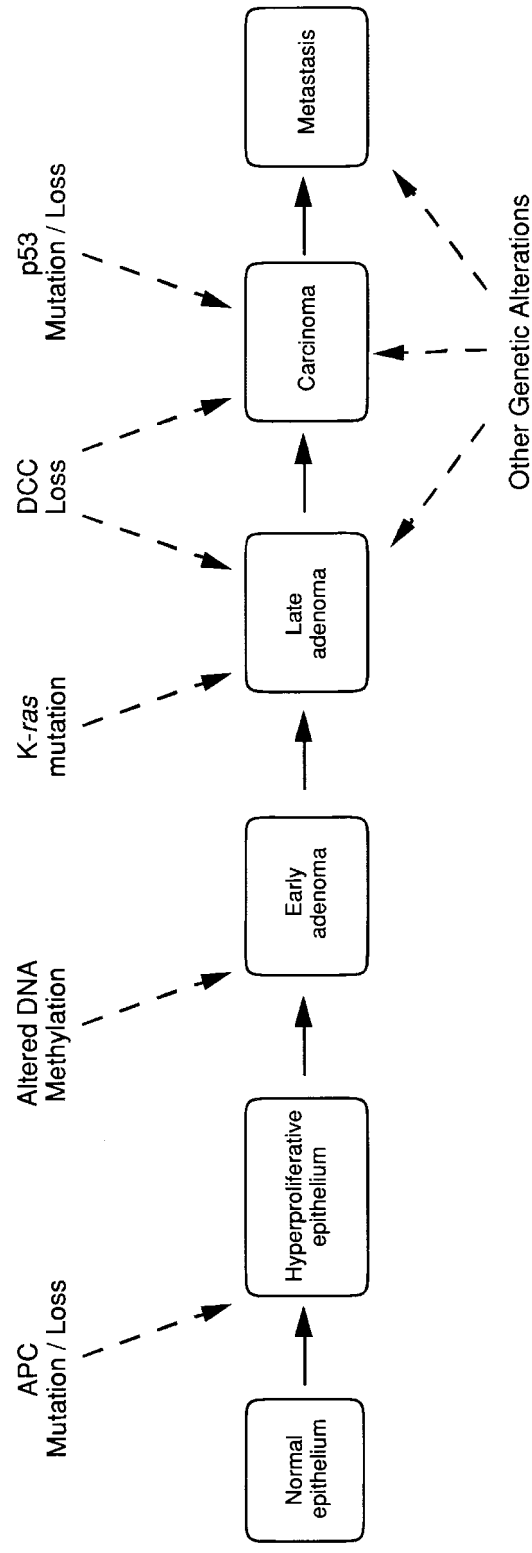 APC
Mutation / Loss
Altered DNA
Methylation
K-ras
mutation
DCC
Loss
p53
Mutation / Loss
Normal
epithelium
Hyperproliferative
epithelium
Early
adenoma
Late
adenoma
Carcinoma
Metastasis
Other Genetic Alterations